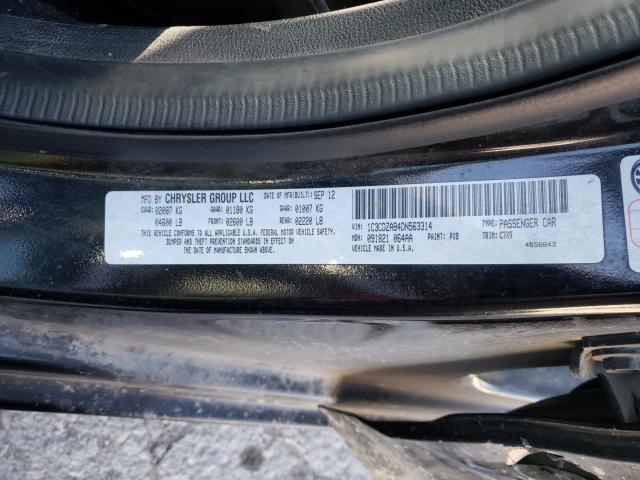 MFD BY CHRYSLER GROUP LLC DATE OF MFR(BUILT): SEP 12
GVWR: 02087 KG GAWR: 01180 KG GAWR: 01007 KG
04600 LB FRONT: 02600 LB REAR: 02220 LB
THIS VEHICLE CONFORMS TO ALL APPLICABLE U.S.A. FEDERAL MOTOR VEHICLE SAFETY,
BUMPER AND THEFT PREVENTION STANDARDS IN EFFECT ON
THE DATE OF MANUFACTURE SHOWN ABOVE.
VIN: 1C3CDZAB4DN563314 TYPE: PASSENGER CAR
MDH: 091821 064AA PAINT: PX8 TRIM: C7X9
VEHICLE MADE IN U.S.A. 4658843